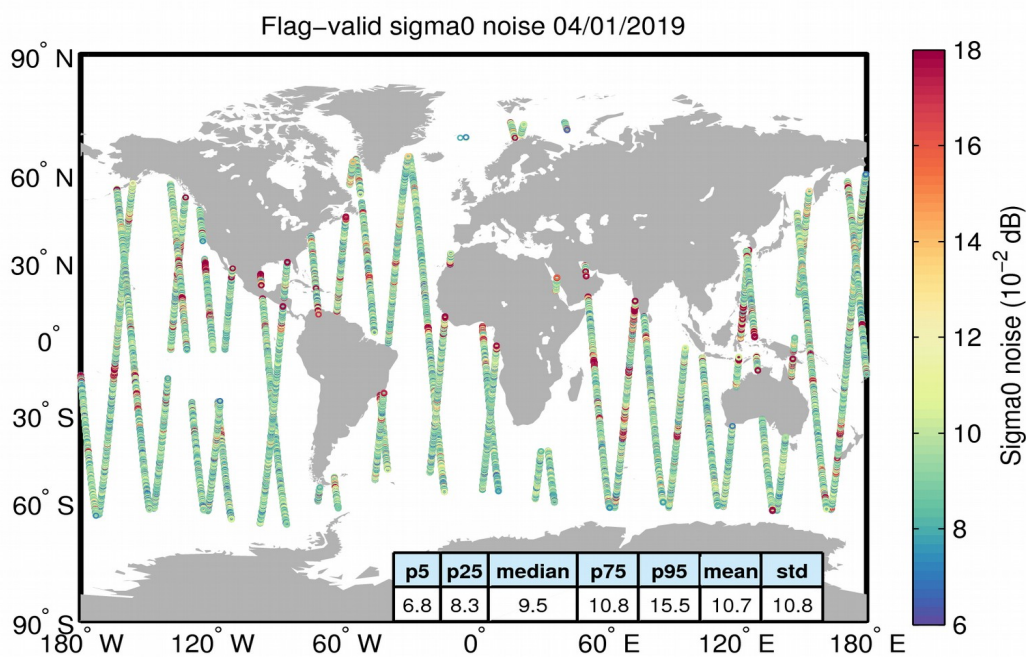 Flag−valid sigma0 noise 04/01/2019
90° N
60° N
30° N
0°
30° S
60° S
90° S
180° W
120° W
60° W
0°
60° E
120° E
180° E
p5 p25 median p75 p95 mean std
6.8 8.3 9.5 10.8 15.5 10.7 10.8
18
16
14
12
10
8
6
Sigma0 noise (10⁻² dB)